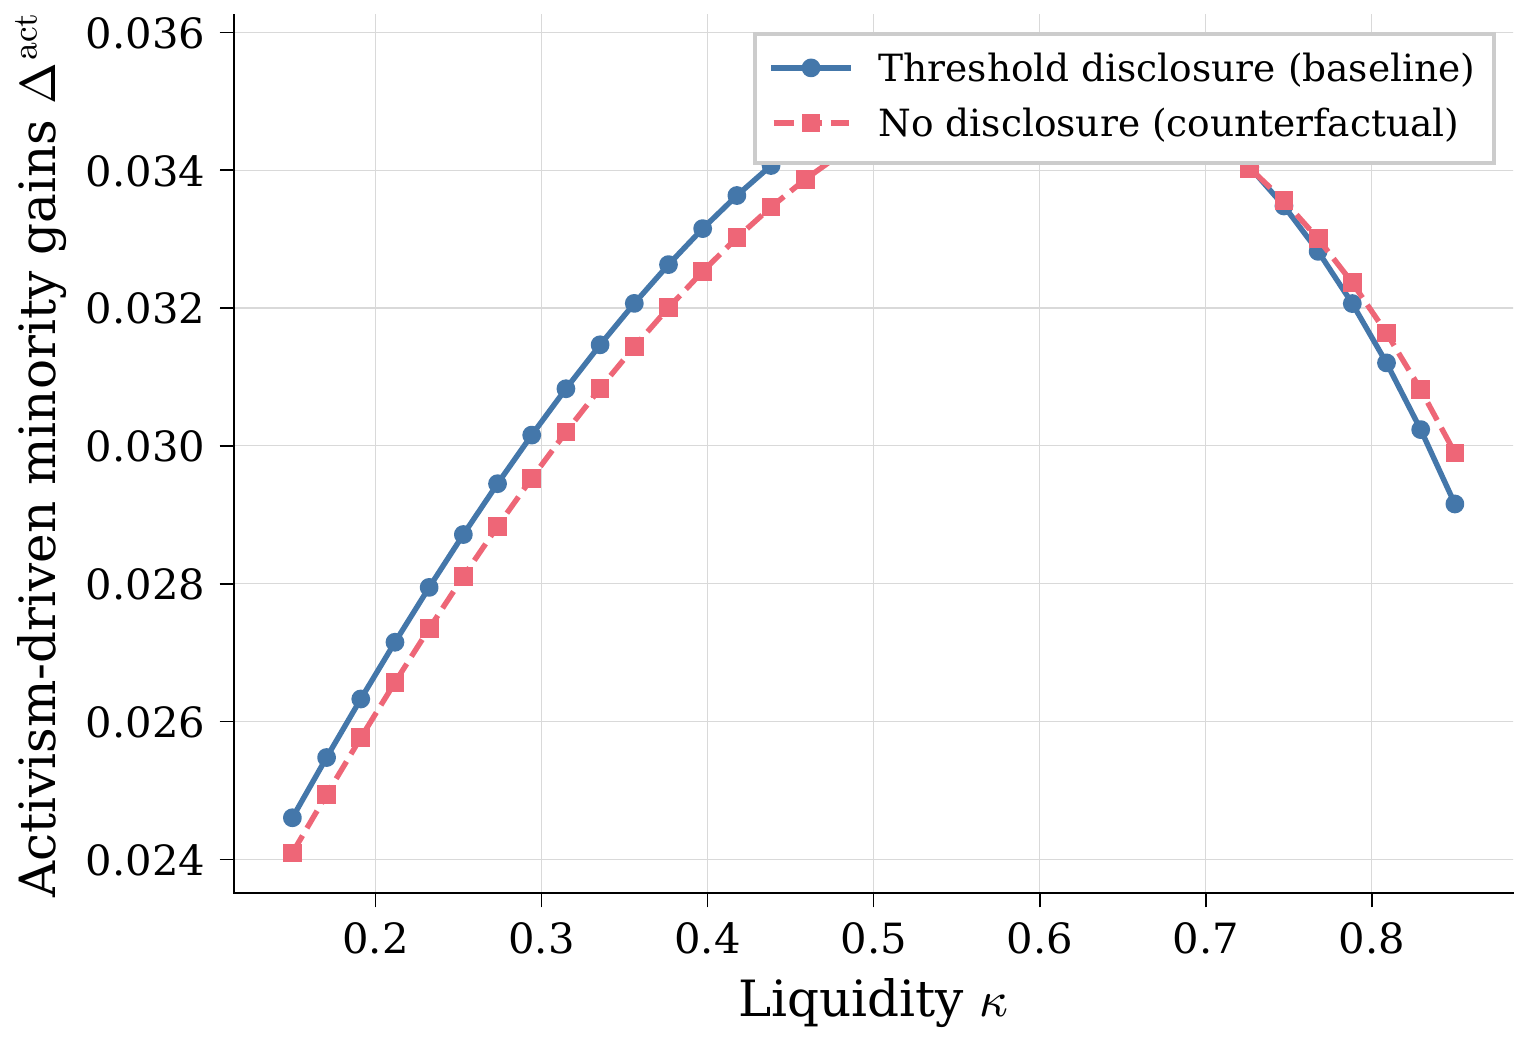 Activism-driven minority gains Δ^act
0.036
0.034
0.032
0.030
0.028
0.026
0.024
Threshold disclosure (baseline)
No disclosure (counterfactual)
0.2 0.3 0.4 0.5 0.6 0.7 0.8
Liquidity κ